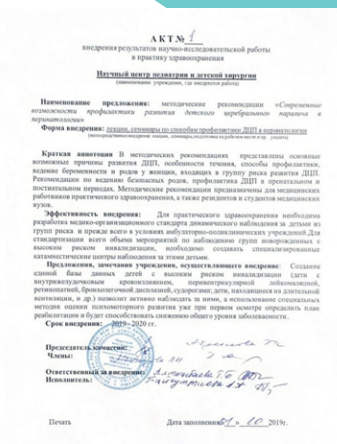 АКТ № 1
внедрения результатов научно-исследовательской работы
в практику здравоохранения
Научный центр педиатрии и детской хирургии
(наименование учреждения, где внедряется работа)
Наименование предложения: методические рекомендации «Современные
возможности профилактики развития детского церебрального паралича в
перинатологии»
Форма внедрения: лекции, семинары по способам профилактики ДЦП в перинатологии
Краткая аннотация В методических рекомендациях представлены основные
возможные причины развития ДЦП, особенности течения, способы профилактики,
ведение беременности и родов у женщин, входящих в группу риска развития ДЦП.
Рекомендации по ведению безопасных родов, профилактика ДЦП в пренатальном и
постнатальном периодах. Методические рекомендации предназначены для медицинских
работников практического здравоохранения, а также резидентов и студентов медицинских
вузов.
Эффективность внедрения: Для практического здравоохранения необходима
разработка медико-организационного стандарта динамического наблюдения за детьми из
групп риска и прежде всего в условиях амбулаторно-поликлинических учреждений Для
стандартизации всего объема мероприятий по наблюдению групп новорожденных с
высоким риском инвалидизации, необходимо создавать специализированные
катамнестические центры наблюдения за этими детьми.
Предложения, замечания учреждения, осуществляющего внедрение: Создание
единой базы данных детей с высоким риском инвалидизации (дети с
внутрижелудочковым кровоизлиянием, перивентрикулярной лейкомаляцией,
ретинопатией, бронхолегочной дисплазией, судорогами, дети, находящиеся на длительной
вентиляции, и др.) позволит активно наблюдать за ними, а использование специальных
методик оценки психомоторного развития уже при первом осмотре определить план
реабилитации и будет способствовать снижению общего уровня заболеваемости.
Срок внедрения: 2019 - 2020 гг.
Председатель комиссии:
Члены:
Ответственный за внедрение:
Исполнитель:
Печать Дата заполнения 01 10 2019г.